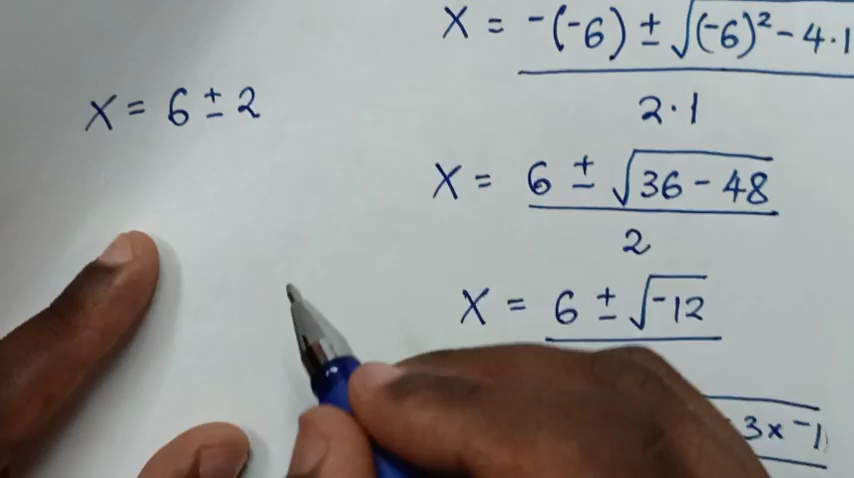 x = -(-6) ± √(-6)² - 4·1
2·1
x = 6 ± 2
x = 6 ± √36 - 48
2
x = 6 ± √-12
3x -1